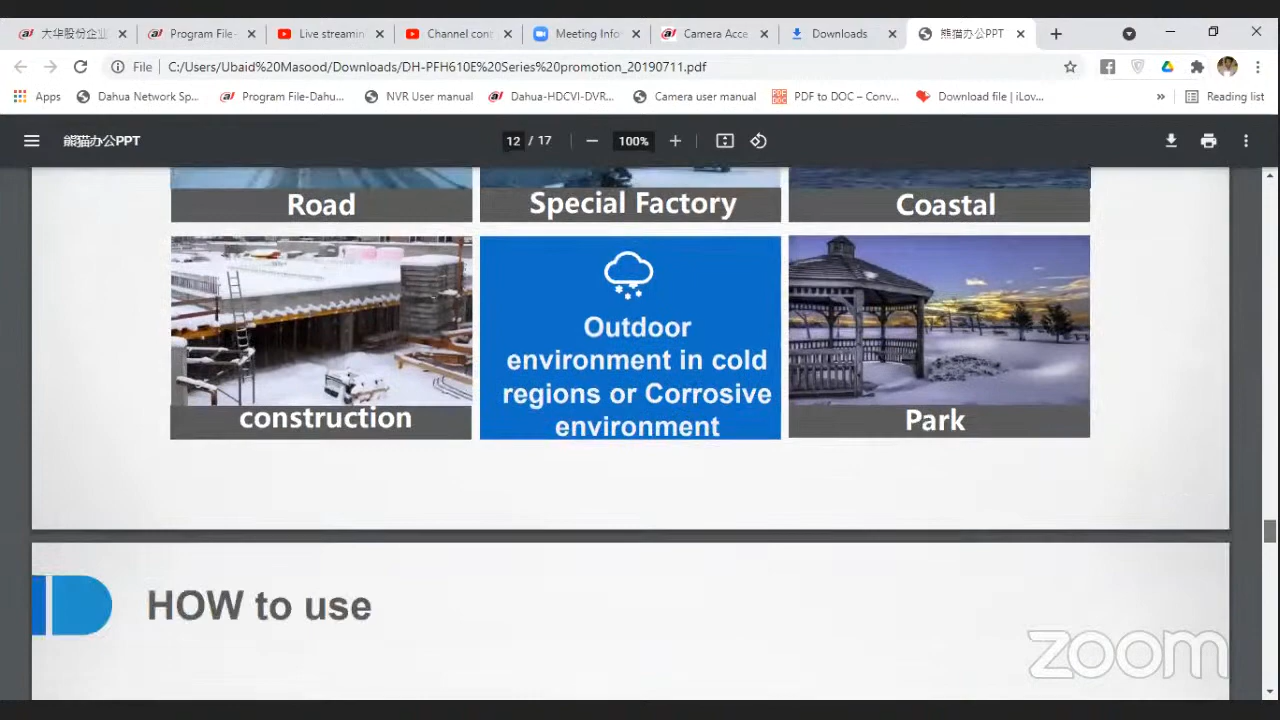 大华股份企业
Program File-
Live streamin
Channel con
Meeting Info
Camera Acce
Downloads
熊猫办公PPT
File
C:/Users/Ubaid%20Masood/Downloads/DH-PFH610E%20Series%20promotion_20190711.pdf
Apps
Dahua Network Sp...
Program File-Dahu...
NVR User manual
Dahua-HDCVI-DVR...
Camera user manual
PDF to DOC – Conv...
Download file | iLov...
»
Reading list
熊猫办公PPT
12 / 17
100%
Road
Special Factory
Coastal
Outdoor
environment in cold
regions or Corrosive
environment
construction
Park
HOW to use
zoom